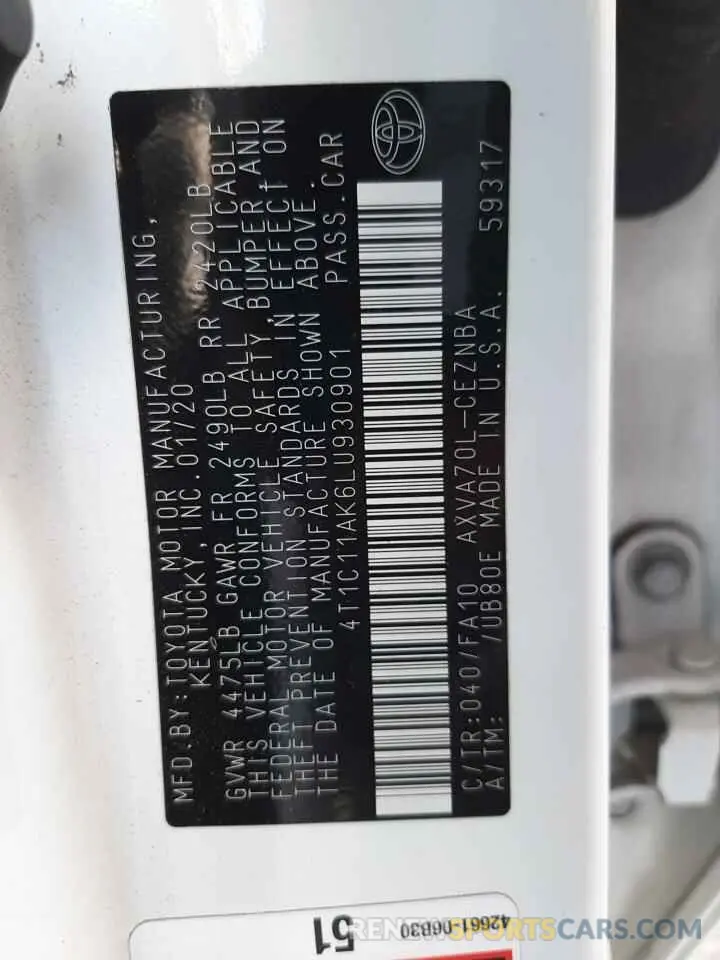 MFD.BY:TOYOTA MOTOR MANUFACTURING,
KENTUCKY,INC.01/20
GVWR 4475LB GAWR FR 2490LB RR 2420LB
THIS VEHICLE CONFORMS TO ALL APPLICABLE
FEDERAL MOTOR VEHICLE SAFETY,BUMPER,AND
THEFT PREVENTION STANDARDS IN EFFECT ON
THE DATE OF MANUFACTURE SHOWN ABOVE.
4T1C11AK6LU930901 PASS.CAR
C/TR:040/FA10 AXVA70L-CEZNBA
A/TM: /UB80E MADE IN U.S.A. 59317
51
42661-06B30
RENEWSPORTSCARS.COM